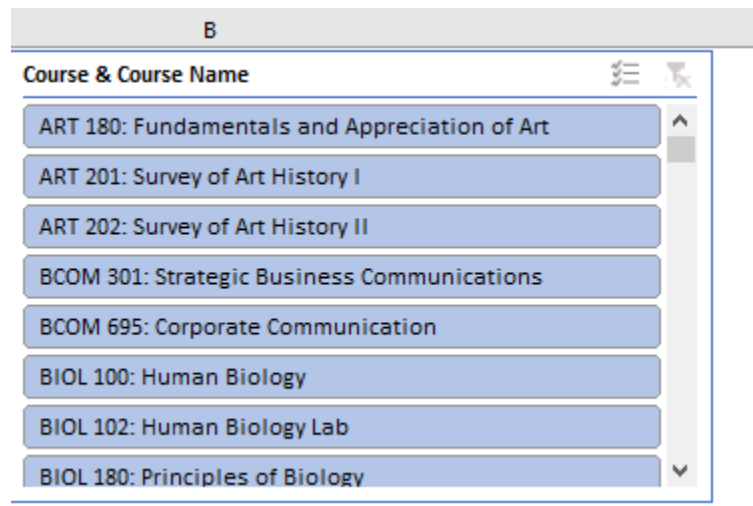 B
Course & Course Name
ART 180: Fundamentals and Appreciation of Art
ART 201: Survey of Art History I
ART 202: Survey of Art History II
BCOM 301: Strategic Business Communications
BCOM 695: Corporate Communication
BIOL 100: Human Biology
BIOL 102: Human Biology Lab
BIOL 180: Principles of Biology